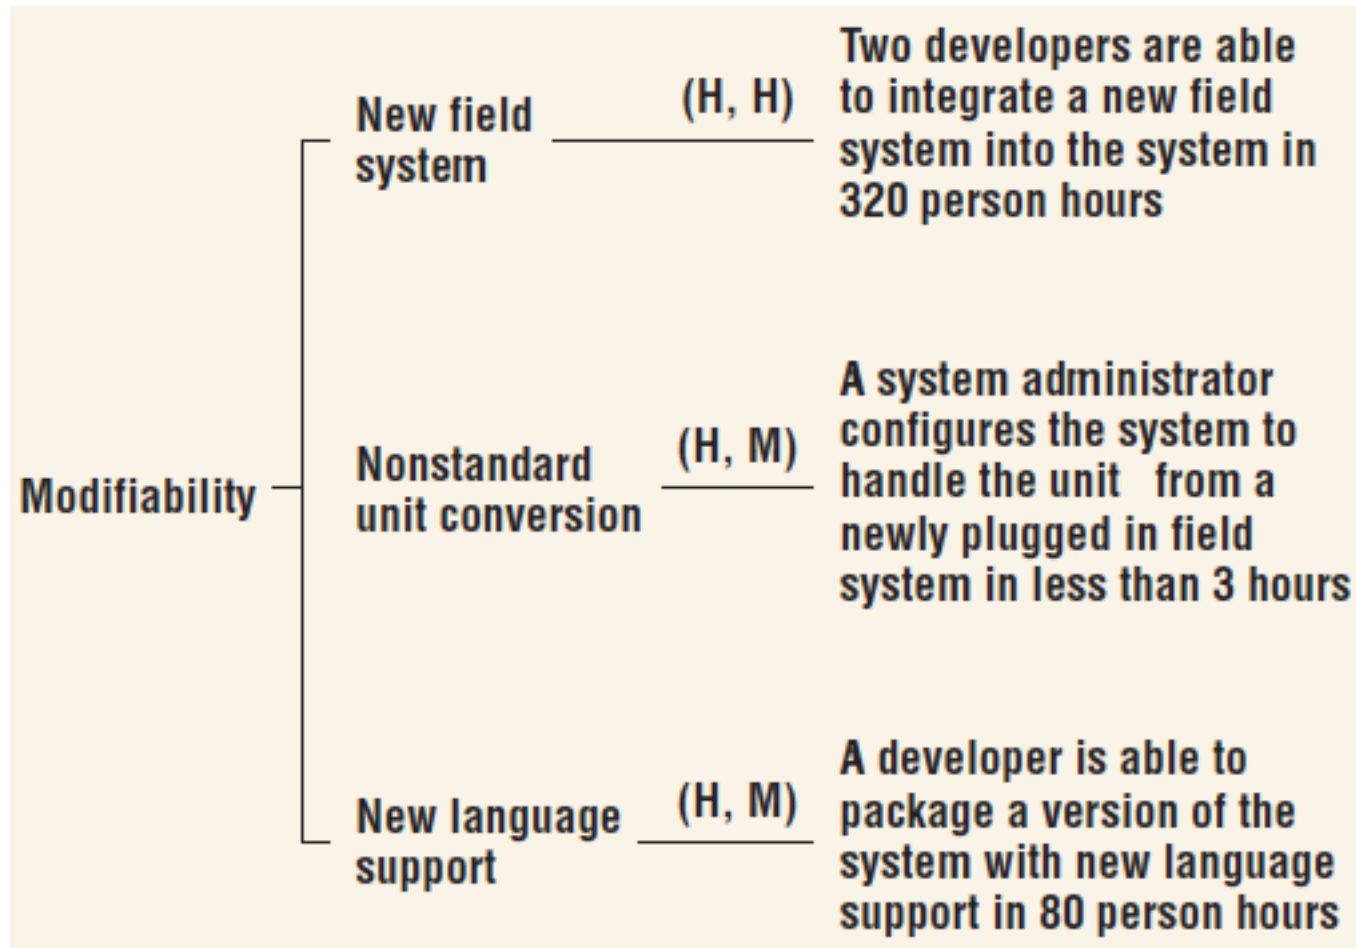 Modifiability
New field
system
(H, H)
Two developers are able
to integrate a new field
system into the system in
320 person hours
Nonstandard
unit conversion
(H, M)
A system administrator
configures the system to
handle the unit from a
newly plugged in field
system in less than 3 hours
New language
support
(H, M)
A developer is able to
package a version of the
system with new language
support in 80 person hours